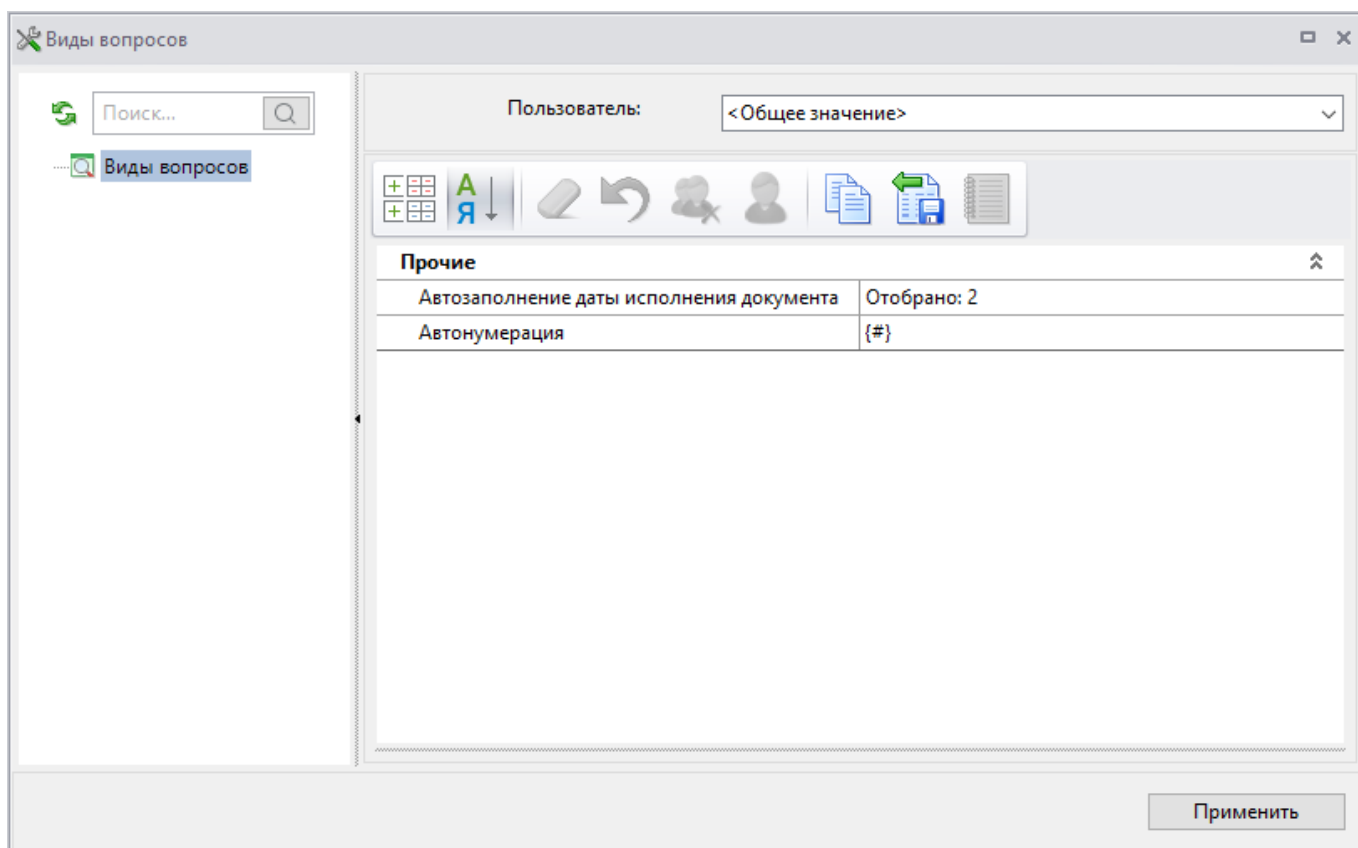 Виды вопросов
Поиск...
Виды вопросов
Пользователь:
<Общее значение>
А
Я
Прочие
Автозаполнение даты исполнения документа
Отобрано: 2
Автонумерация
{#}
Применить